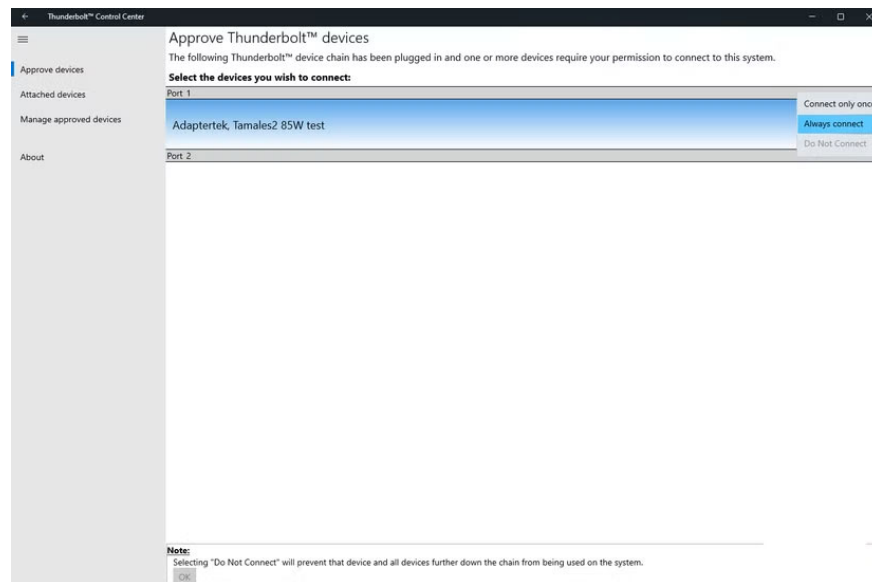 Thunderbolt™ Control Center
Approve Thunderbolt™ devices
The following Thunderbolt™ device chain has been plugged in and one or more devices require your permission to connect to this system.
Approve devices
Select the devices you wish to connect:
Attached devices
Port 1
Connect only once
Manage approved devices
Adaptertek, Tamales2 85W test
Always connect
Do Not Connect
About
Port 2
Note:
Selecting "Do Not Connect" will prevent that device and all devices further down the chain from being used on the system.
OK